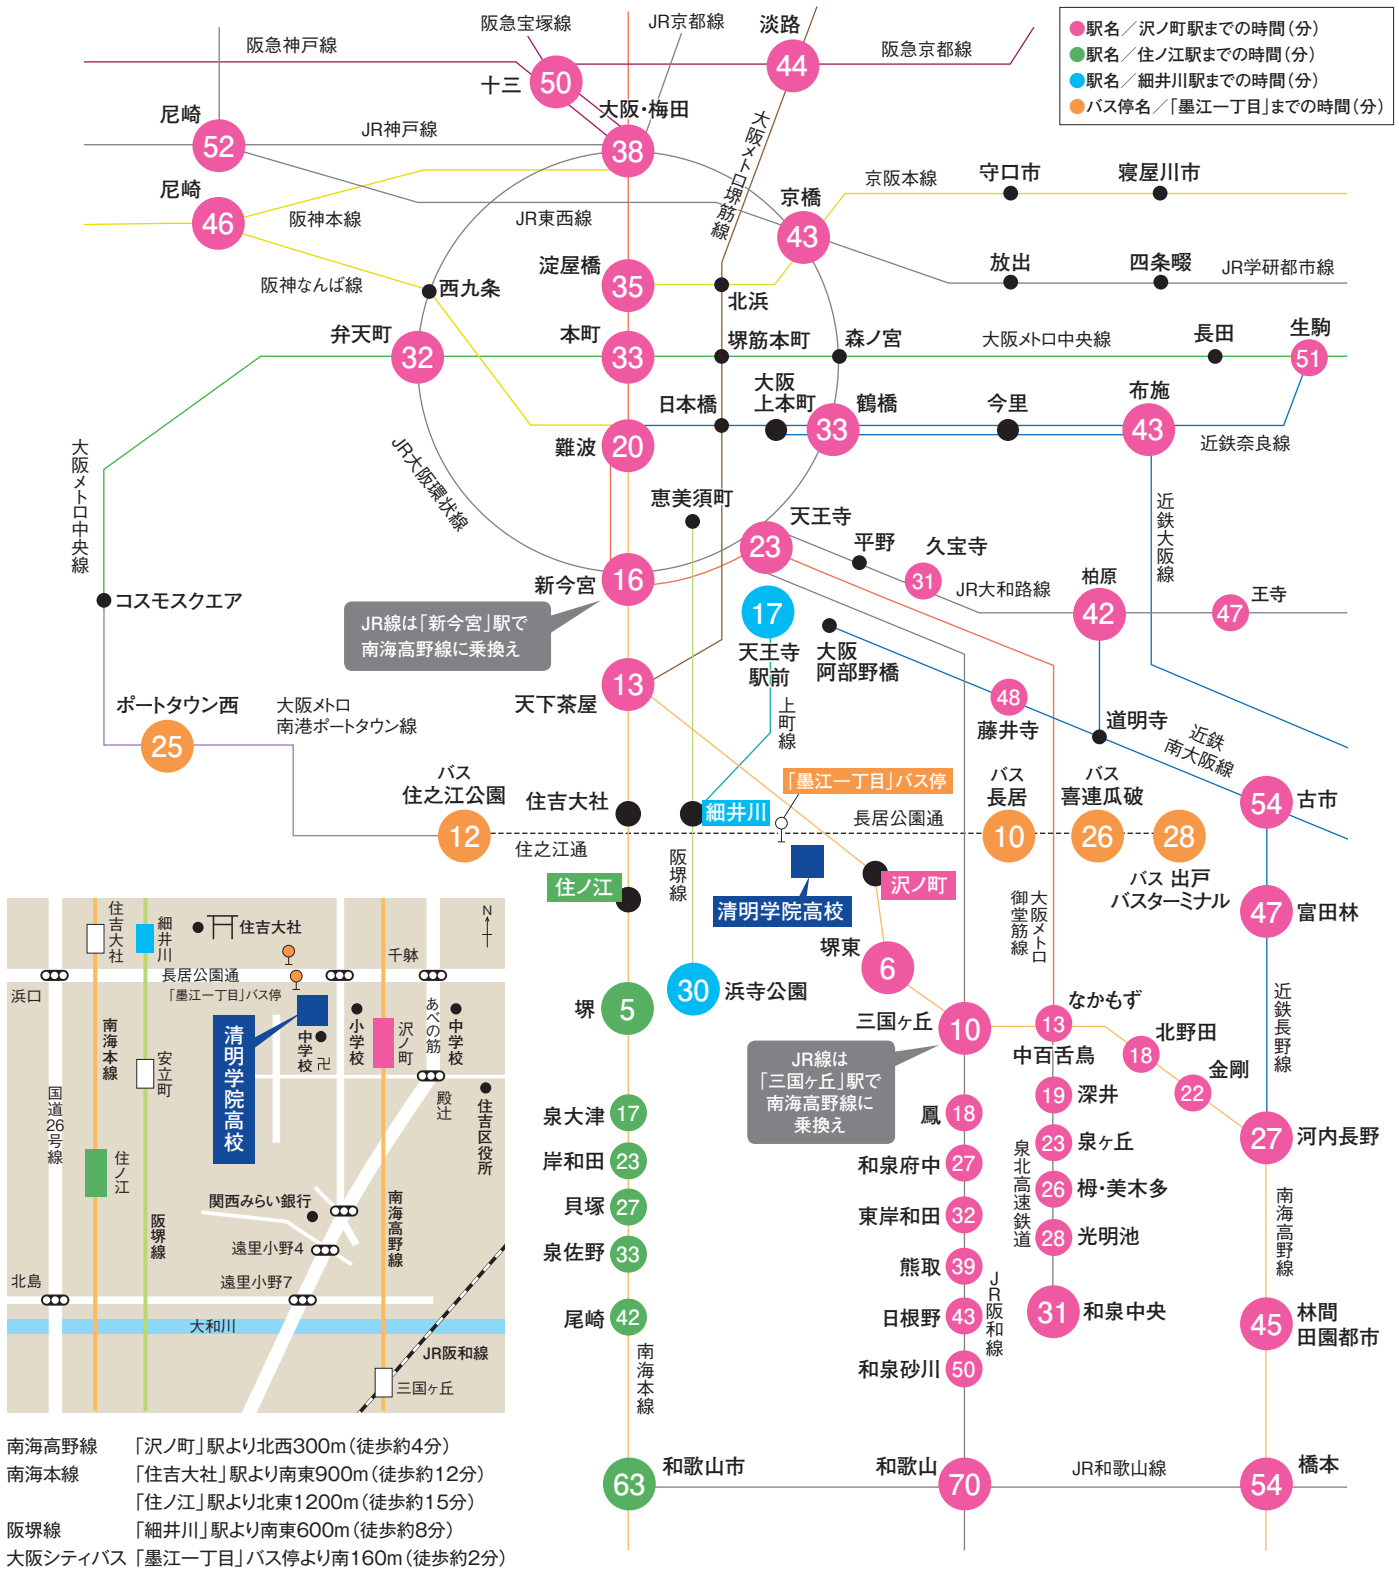 駅名／沢ノ町駅までの時間（分）
駅名／住ノ江駅までの時間（分）
駅名／細井川駅までの時間（分）
バス停名／「墨江一丁目」までの時間（分）
阪急神戸線
阪急宝塚線
JR京都線
淡路
44
阪急京都線
十三
50
尼崎
52
JR神戸線
大阪・梅田
38
大阪メトロ堺筋線
尼崎
46
阪神本線
JR東西線
京橋
43
京阪本線
守口市
寝屋川市
阪神なんば線
西九条
淀屋橋
35
北浜
放出
四条畷
JR学研都市線
弁天町
32
本町
33
堺筋本町
森ノ宮
大阪メトロ中央線
長田
生駒
51
日本橋
大阪
上本町
鶴橋
33
今里
布施
43
近鉄奈良線
難波
20
JR大阪環状線
大阪メトロ中央線
恵美須町
天王寺
23
平野
久宝寺
31
JR大和路線
柏原
42
王寺
47
近鉄大阪線
新今宮
16
JR線は「新今宮」駅で
南海高野線に乗換え
コスモスクエア
17
天王寺
駅前
大阪
阿部野橋
上町線
天下茶屋
13
48
藤井寺
道明寺
近鉄
南大阪線
ポートタウン西
25
大阪メトロ
南港ポートタウン線
バス
住之江公園
12
住吉大社
細井川
「墨江一丁目」バス停
長居公園通
住之江通
バス
長居
10
バス
喜連瓜破
26
28
バス 出戸
バスターミナル
54
古市
住ノ江
阪堺線
清明学院高校
沢ノ町
大阪メトロ
御堂筋線
47
富田林
堺東
6
堺
5
30
浜寺公園
三国ヶ丘
10
なかもず
13
中百舌鳥
北野田
18
金剛
22
近鉄長野線
27
河内長野
JR線は
「三国ヶ丘」駅で
南海高野線に
乗換え
泉大津
17
岸和田
23
貝塚
27
泉佐野
33
尾崎
42
南海本線
63
和歌山市
鳳
18
和泉府中
27
東岸和田
32
熊取
39
日根野
43
和泉砂川
50
JR阪和線
和歌山
70
JR和歌山線
19
深井
23
泉ヶ丘
26
栂・美木多
28
光明池
泉北高速鉄道
31
和泉中央
南海高野線
45
林間
田園都市
54
橋本
住吉大社
細井川
住吉大社
N
千躰
長居公園通
浜口
「墨江一丁目」バス停
清明学院高校
中学校
卍
小学校
沢ノ町
あべの筋
中学校
南海本線
安立町
国道26号線
殿辻
住吉区役所
住ノ江
阪堺線
関西みらい銀行
南海高野線
遠里小野4
北島
遠里小野7
大和川
JR阪和線
三国ヶ丘
南海高野線 「沢ノ町」駅より北西300m（徒歩約4分）
南海本線 「住吉大社」駅より南東900m（徒歩約12分）
「住ノ江」駅より北東1200m（徒歩約15分）
阪堺線 「細井川」駅より南東600m（徒歩約8分）
大阪シティバス 「墨江一丁目」バス停より南160m（徒歩約2分）